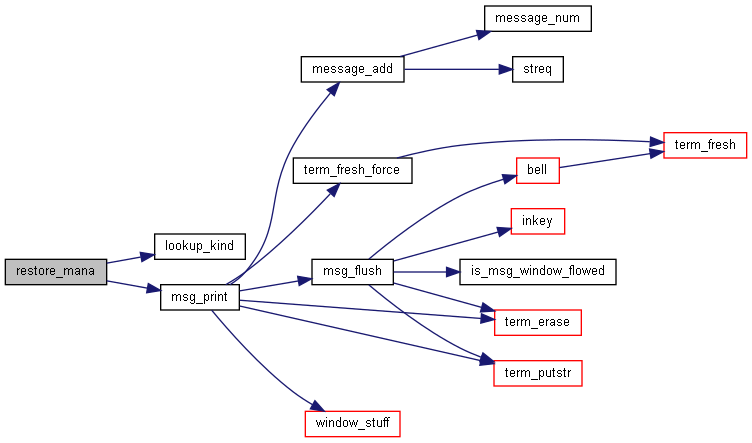 message_num
message_add
streq
term_fresh
term_fresh_force
bell
inkey
lookup_kind
restore_mana
msg_flush
is_msg_window_flowed
msg_print
term_erase
term_putstr
window_stuff